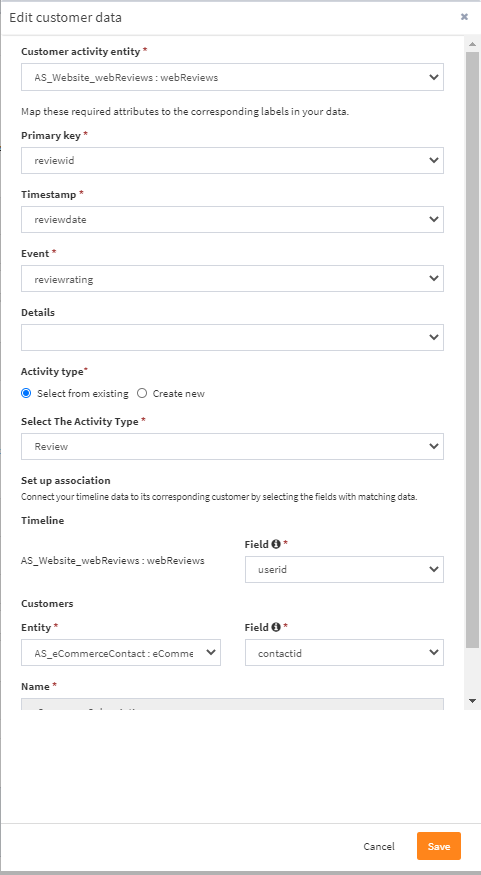 Edit customer data
×
Customer activity entity *
AS_Website_webReviews : webReviews
Map these required attributes to the corresponding labels in your data.
Primary key *
reviewid
Timestamp *
reviewdate
Event *
reviewrating
Details
Activity type*
Select from existing Create new
Select The Activity Type *
Review
Set up association
Connect your timeline data to its corresponding customer by selecting the fields with matching data.
Timeline
Field *
AS_Website_webReviews : webReviews
userid
Customers
Entity * Field *
AS_eCommerceContact : eComme contactid
Name *
Cancel Save